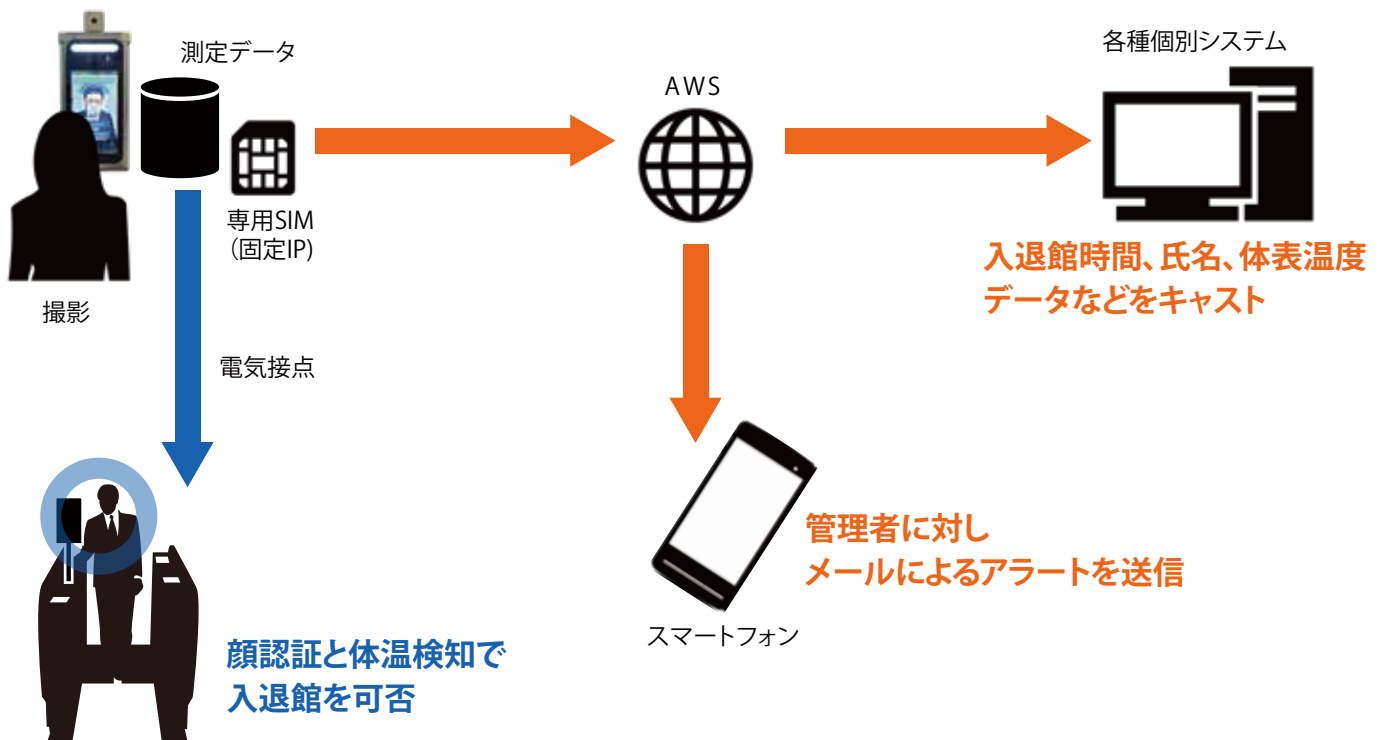 測定データ
各種個別システム
AWS
専用SIM
（固定IP）
撮影
入退館時間、氏名、体表温度
データなどをキャスト
電気接点
管理者に対し
メールによるアラートを送信
スマートフォン
顔認証と体温検知で
入退館を可否